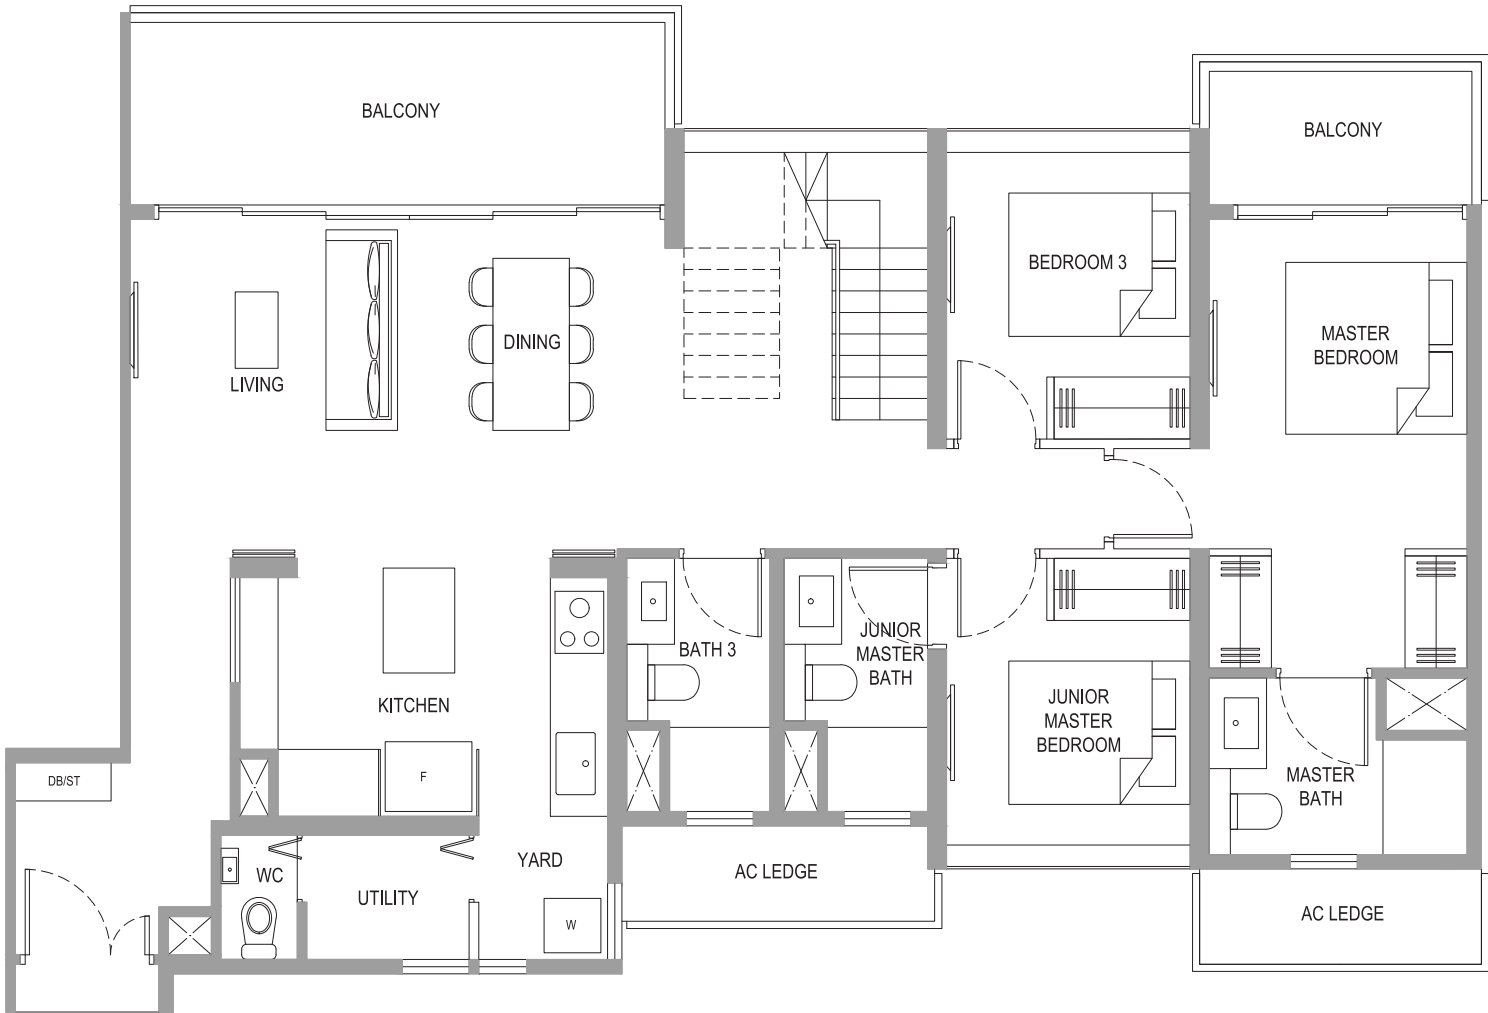 BALCONY
BALCONY
BEDROOM 3
DINING
MASTER
BEDROOM
LIVING
JUNIOR
MASTER
BATH
BATH 3
KITCHEN
JUNIOR
MASTER
BEDROOM
DB/ST
F
MASTER
BATH
YARD
WC
AC LEDGE
UTILITY
W
AC LEDGE